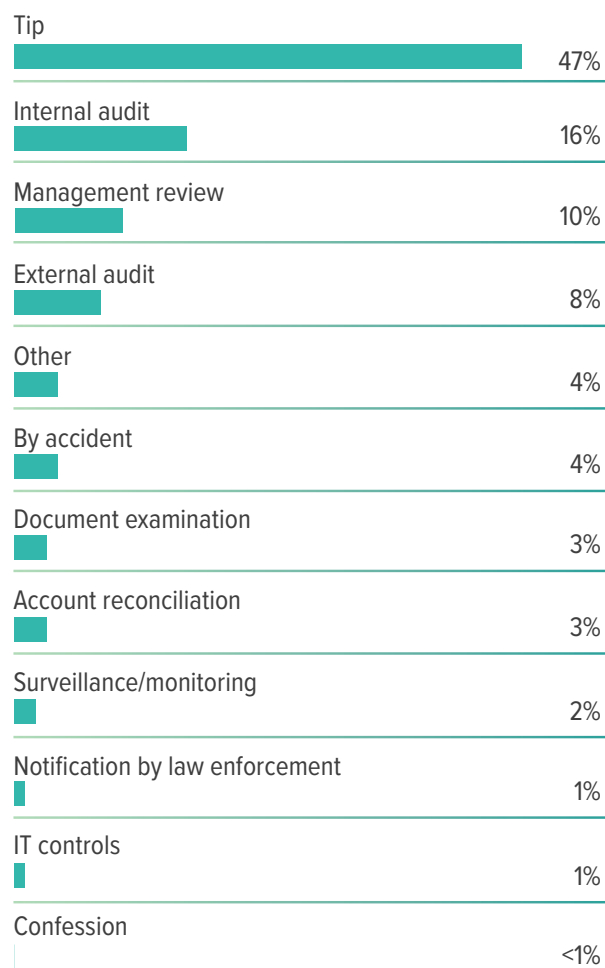 Tip
47%
Internal audit
16%
Management review
10%
External audit
8%
Other
4%
By accident
4%
Document examination
3%
Account reconciliation
3%
Surveillance/monitoring
2%
Notification by law enforcement
1%
IT controls
1%
Confession
<1%